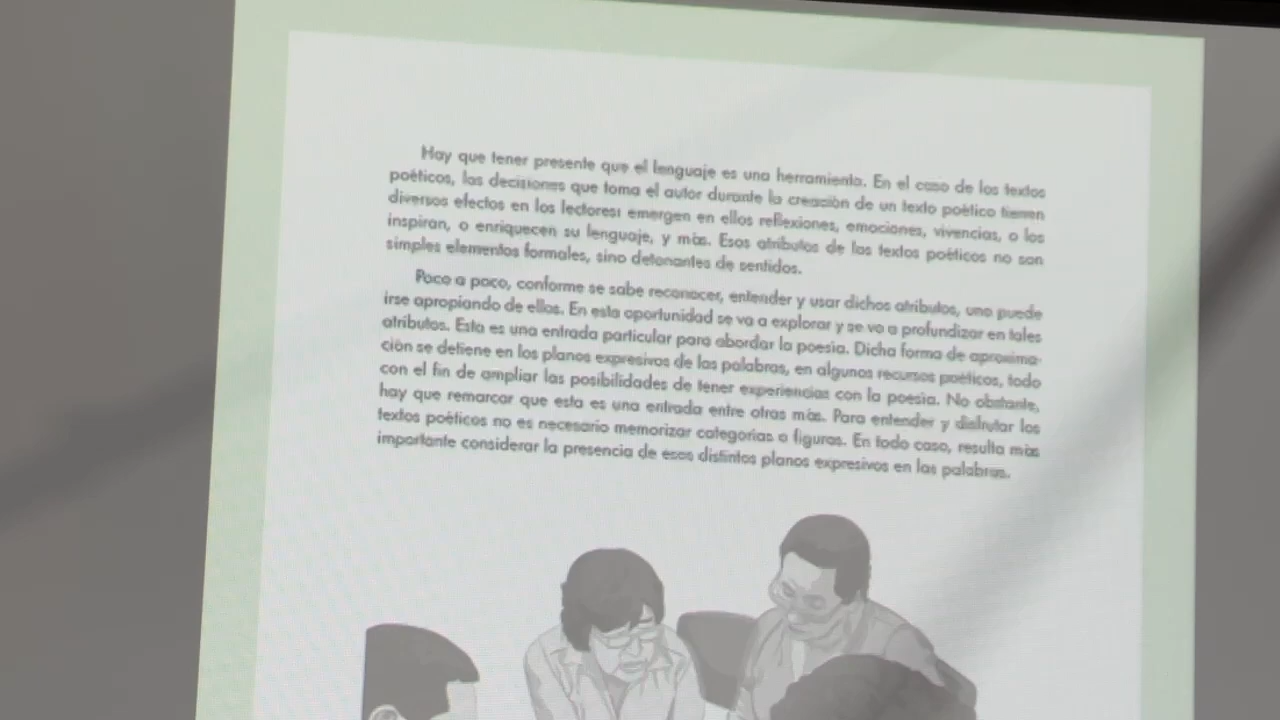 Hay que tener presente que el lenguaje es una herramienta. En el caso de los textos
poéticos, las decisiones que toma el autor durante la creación de un texto poético tienen
diversos efectos en los lectores: emergen en ellos reflexiones, emociones, vivencias, o los
inspiran, o enriquecen su lenguaje, y más. Esos atributos de los textos poéticos no son
simples elementos formales, sino detonantes de sentidos.
Poco a poco, conforme se sabe reconocer, entender y usar dichos atributos, uno puede
irse apropiando de ellos. En esta oportunidad se va a explorar y se va a profundizar en tales
atributos. Esta es una entrada particular para abordar la poesía. Dicha forma de aproxima-
ción se detiene en los planos expresivos de las palabras, en algunos recursos poéticos, todo
con el fin de ampliar las posibilidades de tener experiencias con la poesía. No obstante,
hay que remarcar que esta es una entrada entre otras más. Para entender y disfrutar los
textos poéticos no es necesario memorizar categorías o figuras. En todo caso, resulta más
importante considerar la presencia de esos distintos planos expresivos en las palabras.